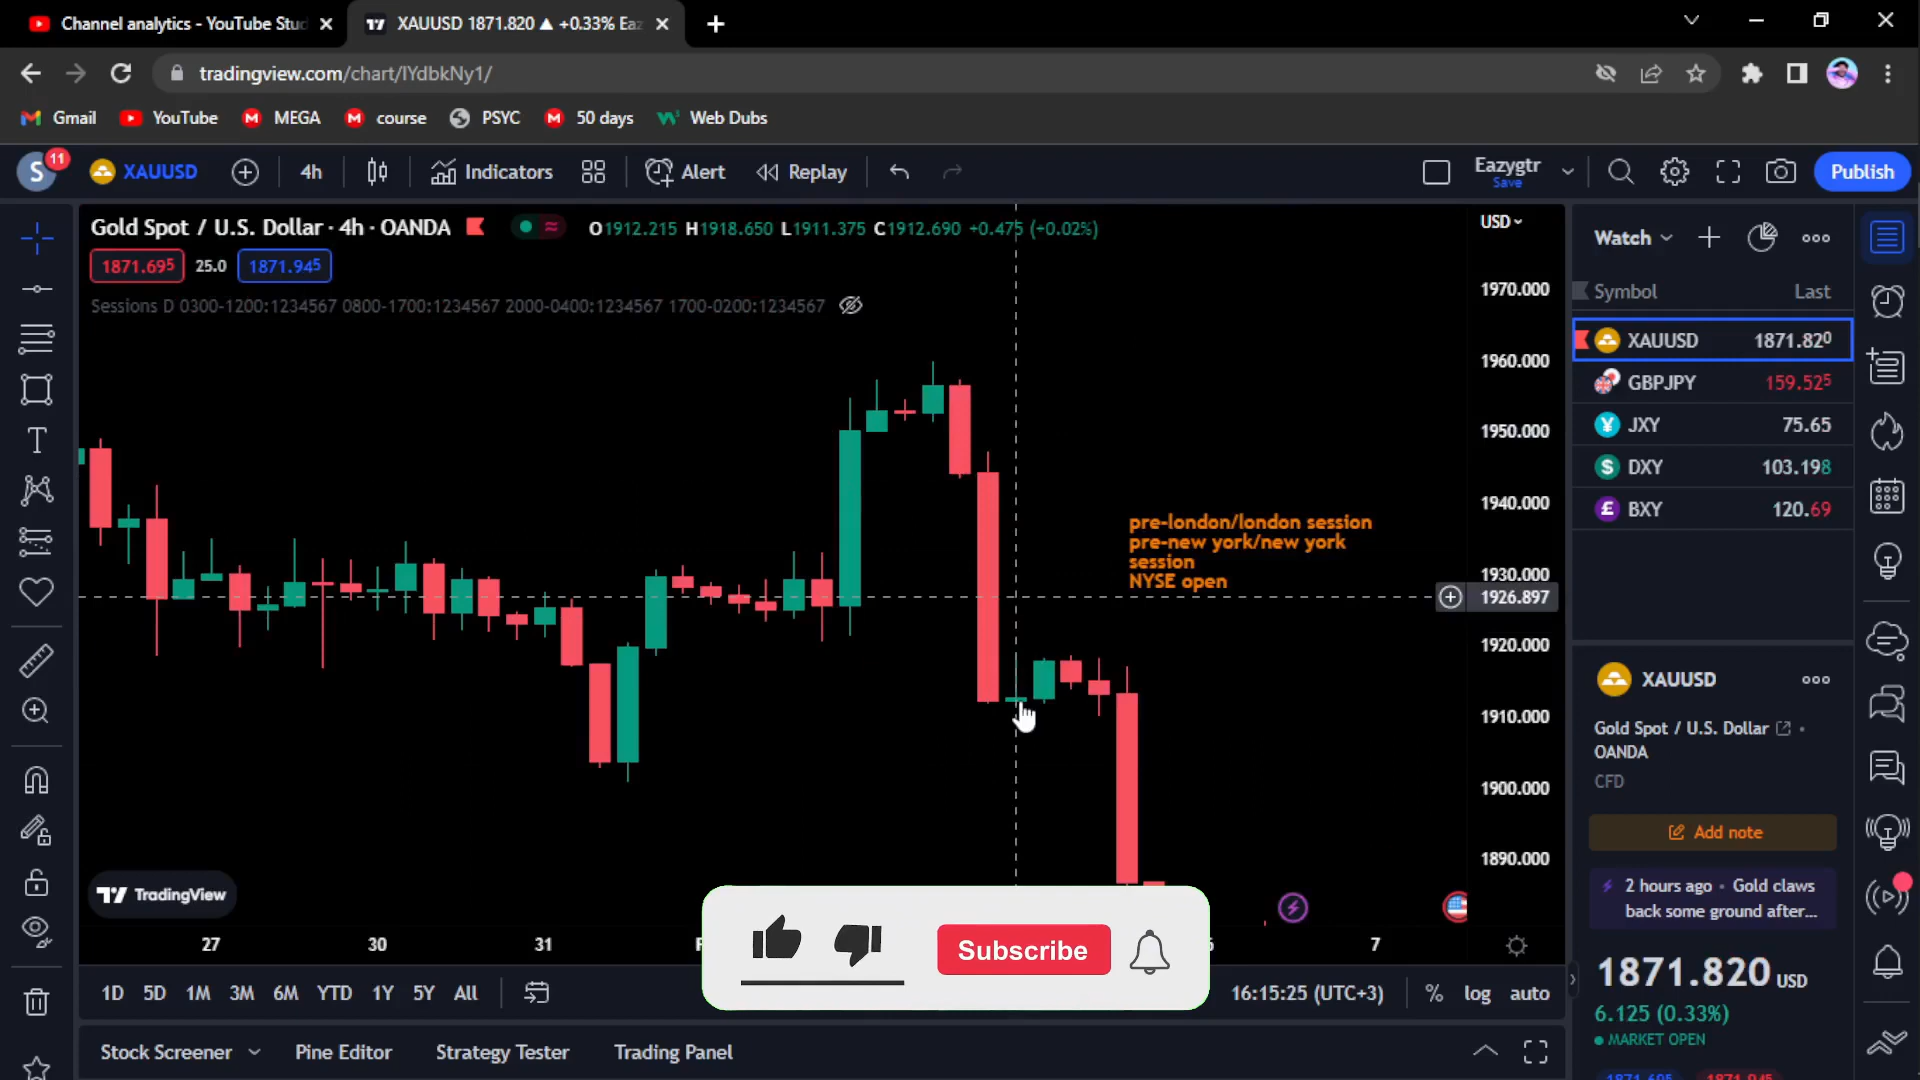 Channel analytics - YouTube Stu
XAUUSD 1871.820 ▲ +0.33% Eaz
tradingview.com/chart/IYdbkNy1/
Gmail YouTube MEGA course PSYC 50 days Web Dubs
S 11 XAUUSD 4h Indicators Alert Replay Eazygtr Save Publish
Gold Spot / U.S. Dollar · 4h · OANDA O1912.215 H1918.650 L1911.375 C1912.690 +0.475 (+0.02%) USD
1871.695 25.0 1871.945
Sessions D 0300-1200:1234567 0800-1700:1234567 2000-0400:1234567 1700-0200:1234567
1970.000
1960.000
1950.000
1940.000
1930.000
1926.897
1920.000
1910.000
1900.000
1890.000
pre-london/london session
pre-new york/new york
session
NYSE open
TradingView
27 30 31 7
Subscribe
1D 5D 1M 3M 6M YTD 1Y 5Y All 16:15:25 (UTC+3) % log auto
Stock Screener Pine Editor Strategy Tester Trading Panel
Watch
Symbol Last
XAUUSD 1871.820
GBPJPY 159.525
JXY 75.65
DXY 103.198
BXY 120.69
XAUUSD
Gold Spot / U.S. Dollar
OANDA
CFD
Add note
2 hours ago · Gold claws
back some ground after...
1871.820 USD
6.125 (0.33%)
MARKET OPEN
1871.695 1871.945